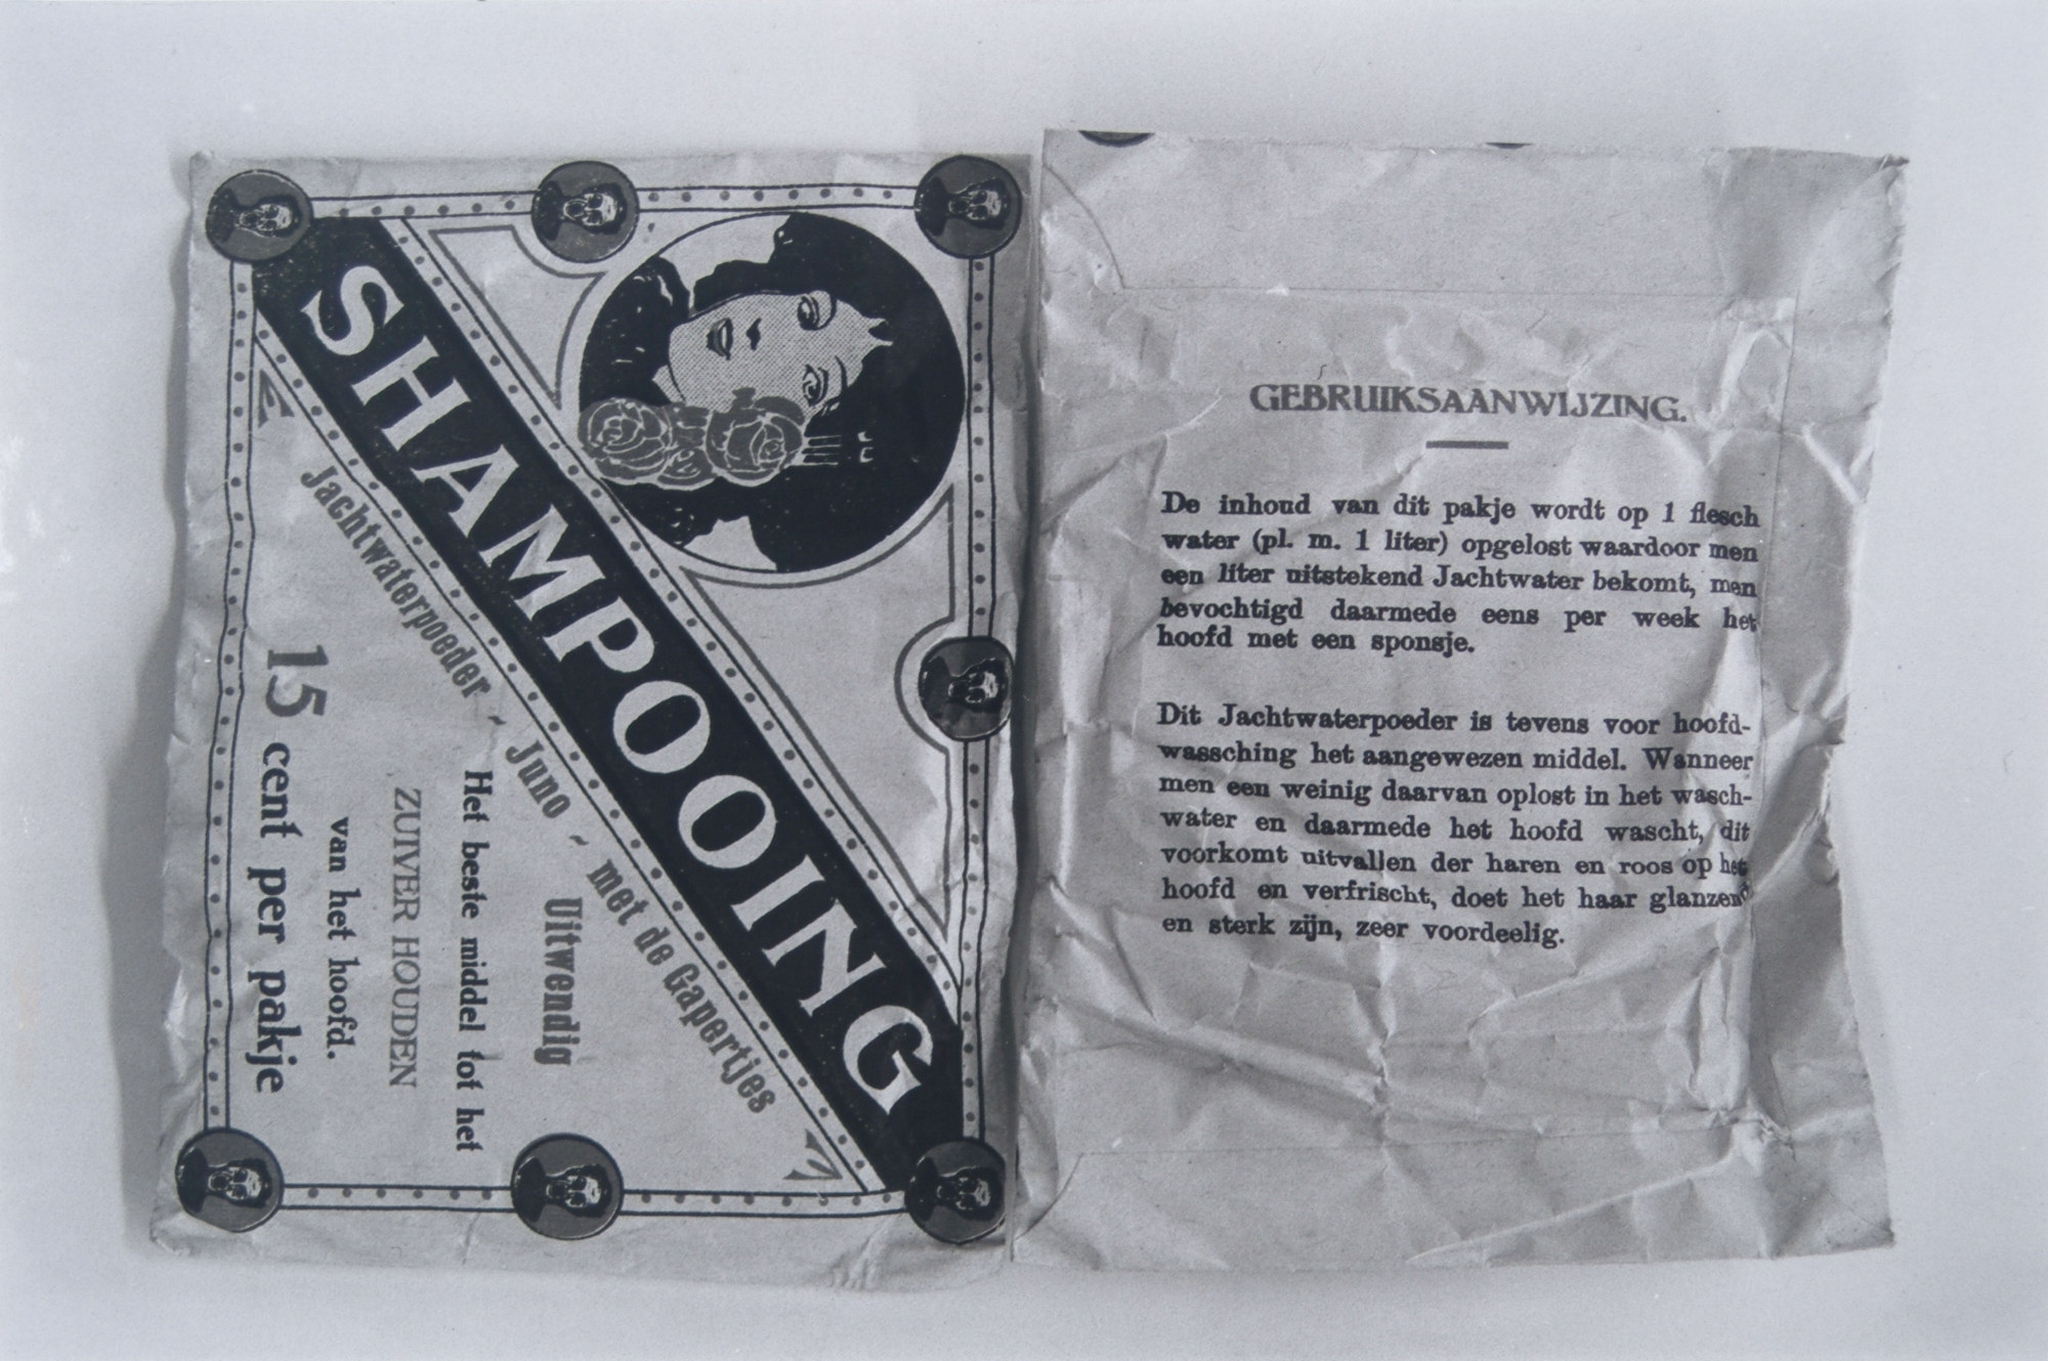 SHAMPOOING
Jachtwaterpoeder ~ Juno ~ met de Gapertjes
Uitwendig
Het beste middel tot het
ZUIVER HOUDEN
van het hoofd.
15 cent per pakje
GEBRUIKSAANWIJZING.
De inhoud van dit pakje wordt op 1 flesch
water (pl. m. 1 liter) opgelost waardoor men
een liter uitstekend Jachtwater bekomt, men
bevochtigd daarmede eens per week het
hoofd met een sponsje.
Dit Jachtwaterpoeder is tevens voor hoofd-
wassching het aangewezen middel. Wanneer
men een weinig daarvan oplost in het wasch-
water en daarmede het hoofd wascht, dit
voorkomt uitvallen der haren en roos op het
hoofd en verfrischt, doet het haar glanzend
en sterk zijn, zeer voordeelig.